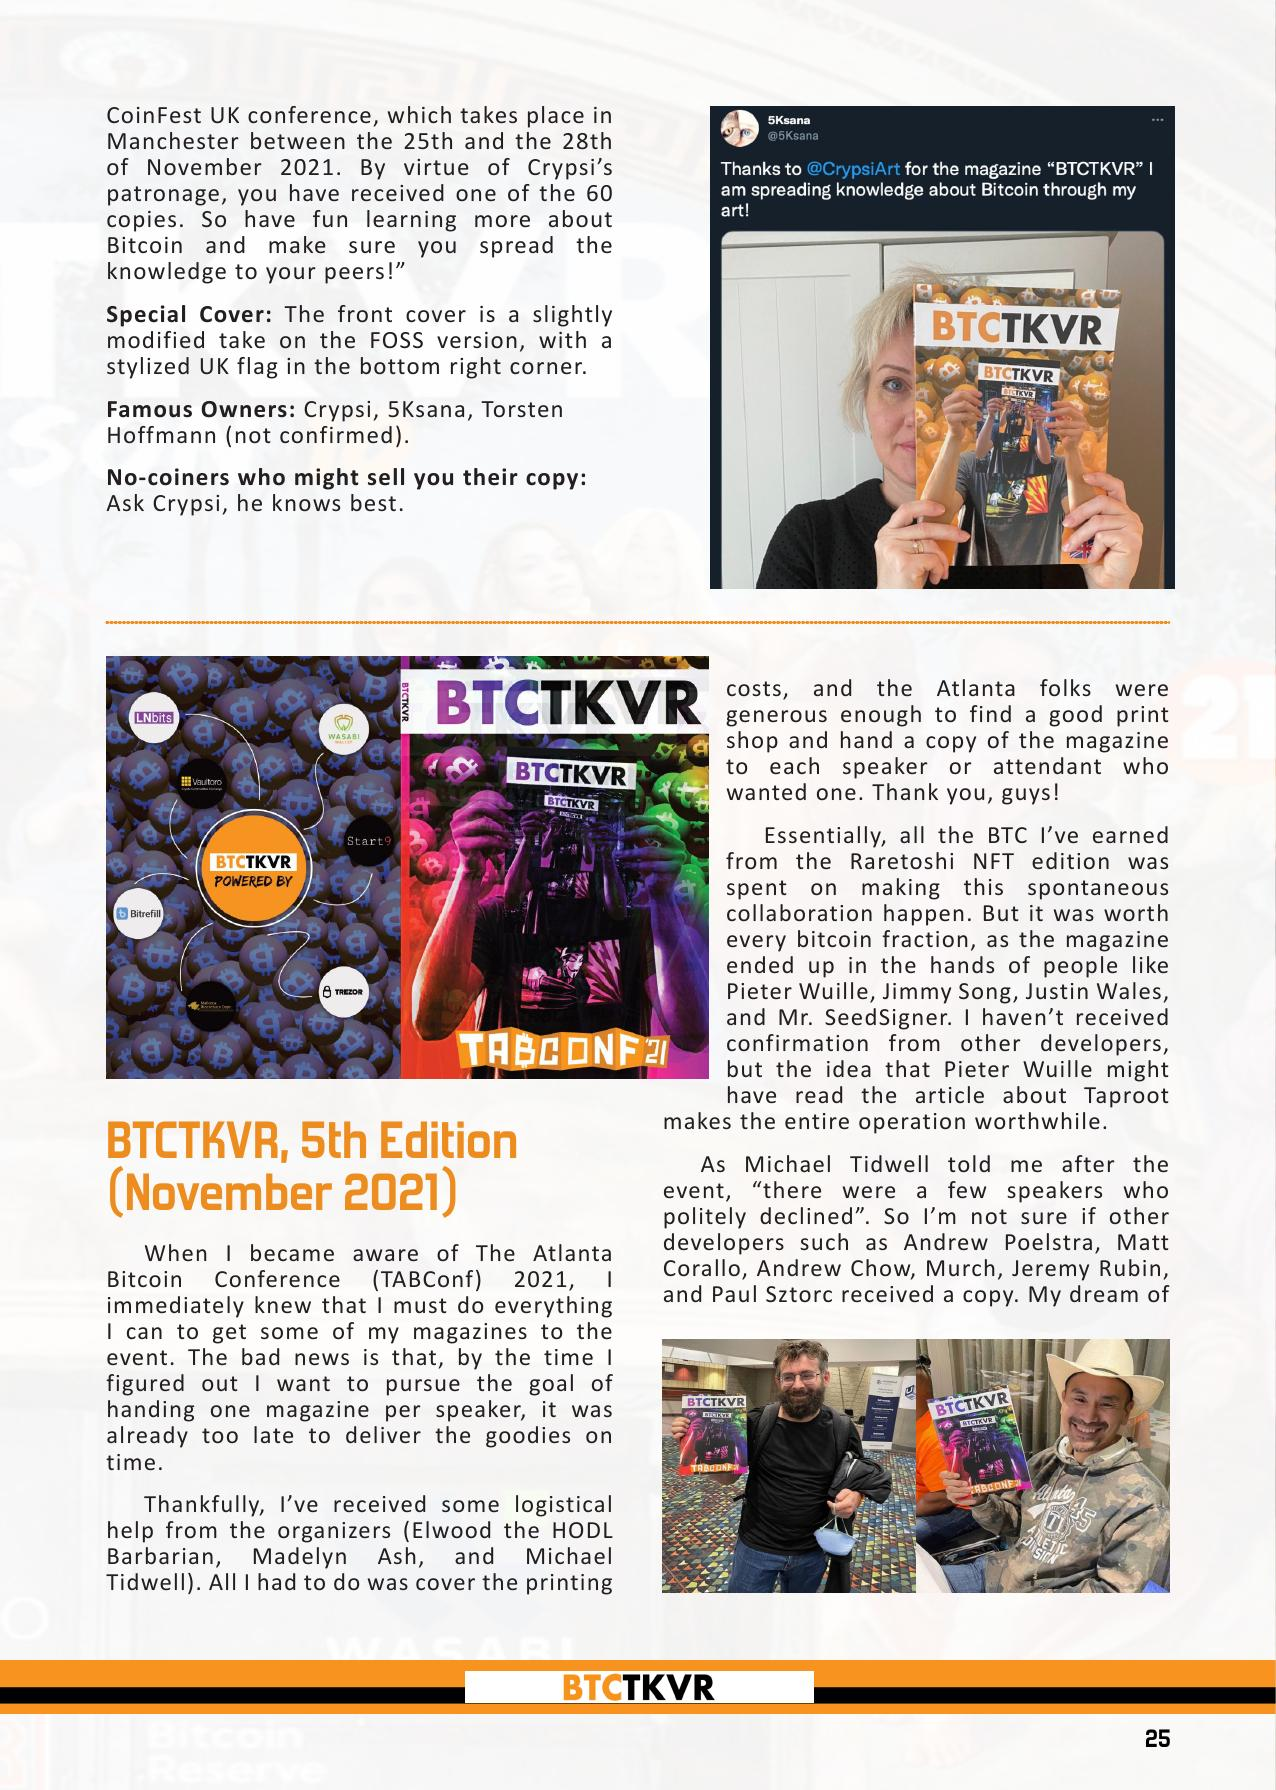 CoinFest UK conference, which takes place in
Manchester between the 25th and the 28th
of November 2021. By virtue of Crypsi’s
patronage, you have received one of the 60
copies. So have fun learning more about
Bitcoin and make sure you spread the
knowledge to your peers!”
Special Cover: The front cover is a slightly
modified take on the FOSS version, with a
stylized UK flag in the bottom right corner.
Famous Owners: Crypsi, 5Ksana, Torsten
Hoffmann (not confirmed).
No-coiners who might sell you their copy:
Ask Crypsi, he knows best.
5Ksana
@5Ksana
Thanks to @CrypsiArt for the magazine “BTCTKVR” I
am spreading knowledge about Bitcoin through my
art!
BTCTKVR
BTCTKVR
BTCTKVR
LNbits
WASABI
WALLET
Vaultoro
Start9
BTCTKVR
POWERED BY
Bitrefill
TREZOR
BTCTKVR
BTCTKVR
BTCTKVR
BTCTKVR
TABCONF '21
BTCTKVR, 5th Edition
(November 2021)
When I became aware of The Atlanta
Bitcoin Conference (TABConf) 2021, I
immediately knew that I must do everything
I can to get some of my magazines to the
event. The bad news is that, by the time I
figured out I want to pursue the goal of
handing one magazine per speaker, it was
already too late to deliver the goodies on
time.
Thankfully, I’ve received some logistical
help from the organizers (Elwood the HODL
Barbarian, Madelyn Ash, and Michael
Tidwell). All I had to do was cover the printing
costs, and the Atlanta folks were
generous enough to find a good print
shop and hand a copy of the magazine
to each speaker or attendant who
wanted one. Thank you, guys!
Essentially, all the BTC I’ve earned
from the Raretoshi NFT edition was
spent on making this spontaneous
collaboration happen. But it was worth
every bitcoin fraction, as the magazine
ended up in the hands of people like
Pieter Wuille, Jimmy Song, Justin Wales,
and Mr. SeedSigner. I haven’t received
confirmation from other developers,
but the idea that Pieter Wuille might
have read the article about Taproot
makes the entire operation worthwhile.
As Michael Tidwell told me after the
event, “there were a few speakers who
politely declined”. So I’m not sure if other
developers such as Andrew Poelstra, Matt
Corallo, Andrew Chow, Murch, Jeremy Rubin,
and Paul Sztorc received a copy. My dream of
BTCTKVR
BTCTKVR
TABCONF '21
BTCTKVR
BTCTKVR
TABCONF '21
Atlanta
ATHLETIC
DIVISION
BTCTKVR
Bitcoin
Reserve
25